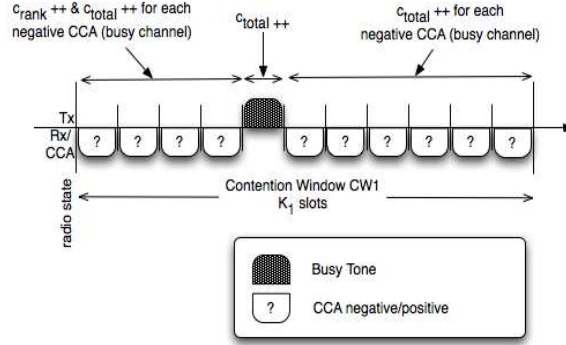 c_rank ++ & c_total ++ for each
negative CCA (busy channel)
c_total ++
c_total ++ for each
negative CCA (busy channel)
Tx
Rx/
CCA
? ? ? ? ? ? ? ? ? ?
radio state
Contention Window CW1
K_1 slots
Busy Tone
? CCA negative/positive